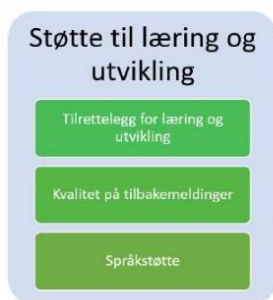 Støtte til læring og
utvikling
Tilrettelegg for læring og
utvikling
Kvalitet på tilbakemeldinger
Språkstøtte